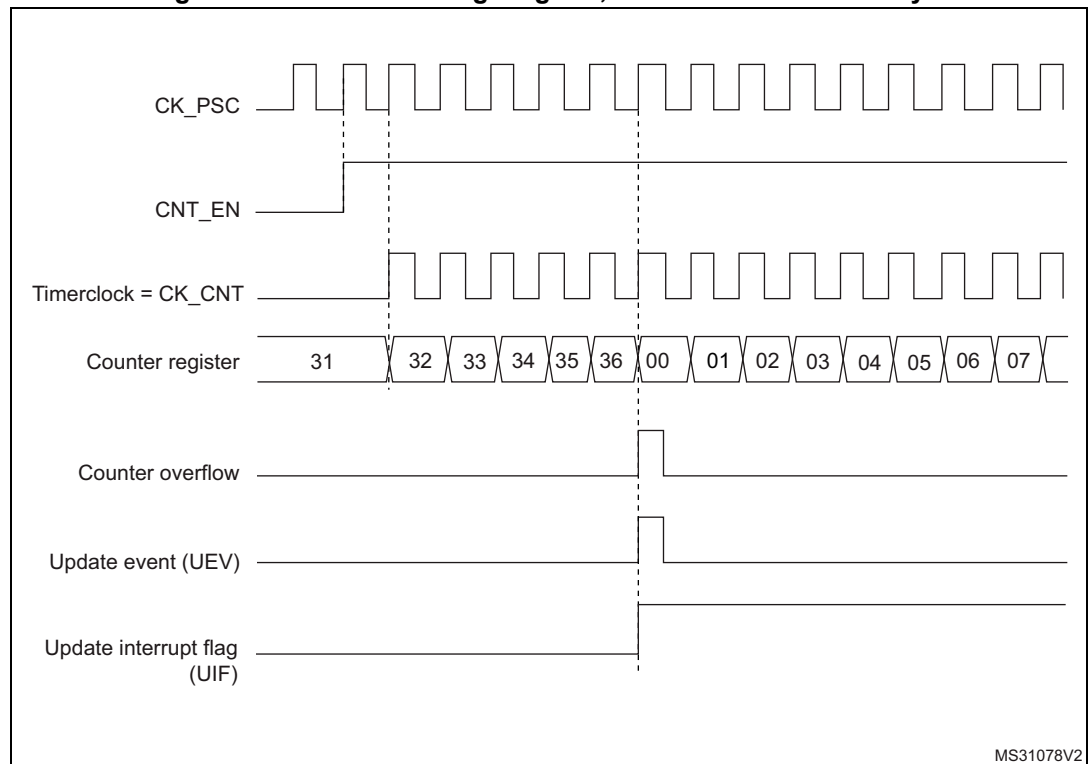 CK_PSC
CNT_EN
Timerclock = CK_CNT
Counter register 31 32 33 34 35 36 00 01 02 03 04 05 06 07
Counter overflow
Update event (UEV)
Update interrupt flag
(UIF)
MS31078V2